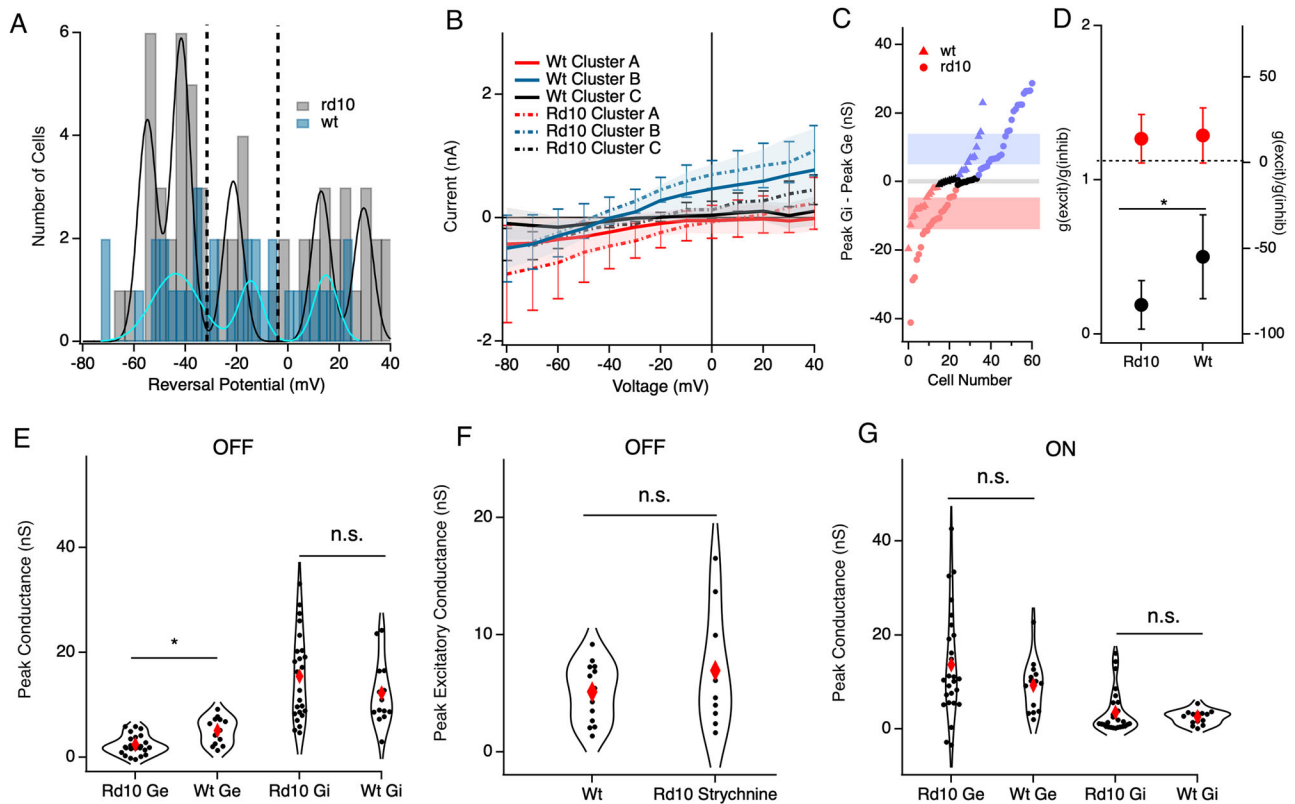 A
Number of Cells
6
4
2
0
rd10
wt
-80
-60
-40
-20
0
20
40
Reversal Potential (mV)
B
Current (nA)
2
0
-2
Wt Cluster A
Wt Cluster B
Wt Cluster C
Rd10 Cluster A
Rd10 Cluster B
Rd10 Cluster C
-80
-60
-40
-20
0
20
40
Voltage (mV)
C
Peak Gi - Peak Ge (nS)
40
20
0
-20
-40
wt
rd10
0
20
40
60
Cell Number
D
g(excit)/g(inhib)
2
1
0
*
50
0
-50
-100
g(excit)/g(inhib)
Rd10
Wt
E
OFF
Peak Conductance (nS)
40
20
0
*
n.s.
Rd10 Ge
Wt Ge
Rd10 Gi
Wt Gi
F
OFF
Peak Excitatory Conductance (nS)
20
10
0
n.s.
Wt
Rd10 Strychnine
G
ON
Peak Conductance (nS)
40
20
0
n.s.
n.s.
Rd10 Ge
Wt Ge
Rd10 Gi
Wt Gi